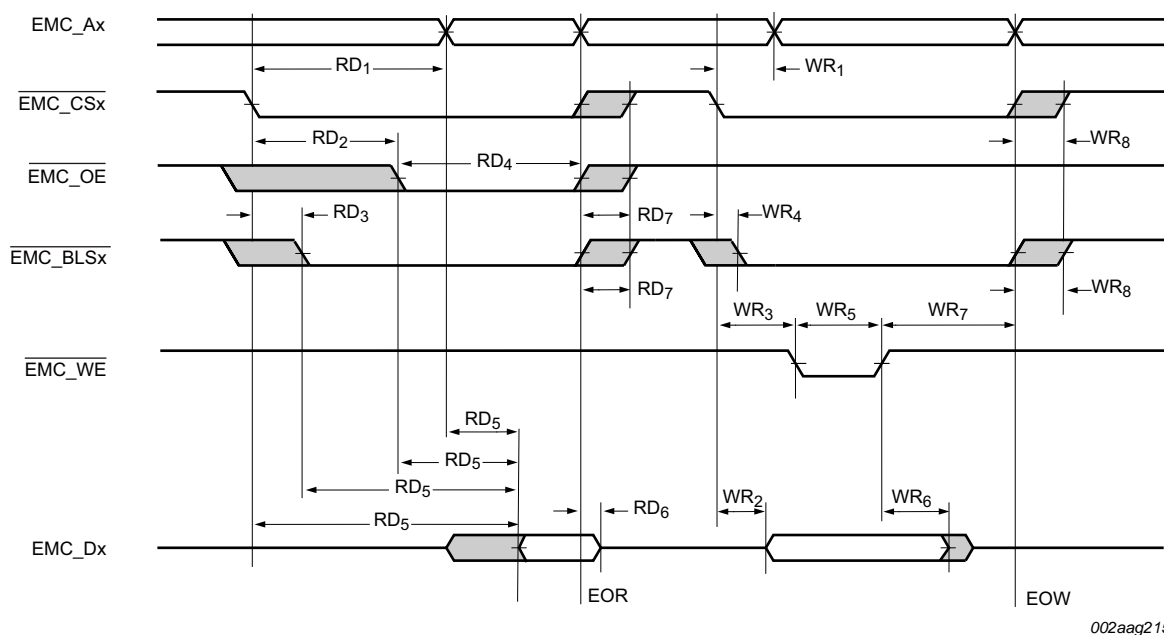 EMC_Ax
RD1
WR1
EMC_CSx
RD2
WR8
RD4
EMC_OE
RD3
RD7
WR4
EMC_BLSx
RD7
WR8
WR3
WR5
WR7
EMC_WE
RD5
RD5
RD5
RD5
RD6
WR2
WR6
EMC_Dx
EOR
EOW
002aag215